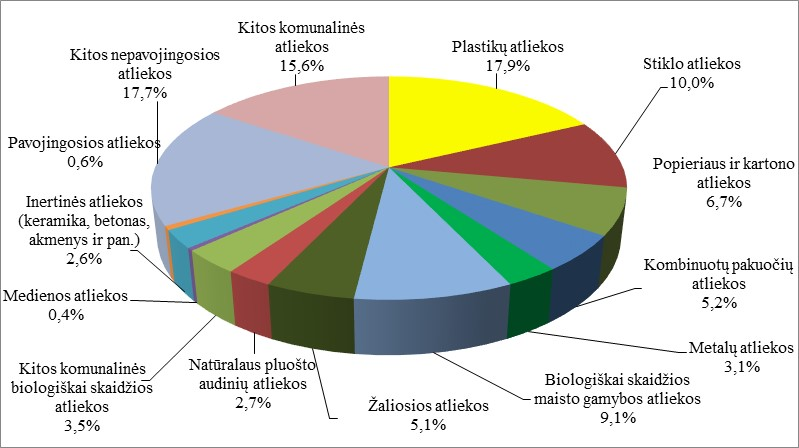 Kitos komunalinės
atliekos
15,6%
Plastikų atliekos
17,9%
Stiklo atliekos
10,0%
Popieriaus ir kartono
atliekos
6,7%
Kombinuotų pakuočių
atliekos
5,2%
Metalų atliekos
3,1%
Biologiškai skaidžios
maisto gamybos atliekos
9,1%
Žaliosios atliekos
5,1%
Natūralaus pluošto
audinių atliekos
2,7%
Kitos komunalinės
biologiškai skaidžios
atliekos
3,5%
Medienos atliekos
0,4%
Inertinės atliekos
(keramika, betonas,
akmenys ir pan.)
2,6%
Pavojingosios atliekos
0,6%
Kitos nepavojingosios
atliekos
17,7%